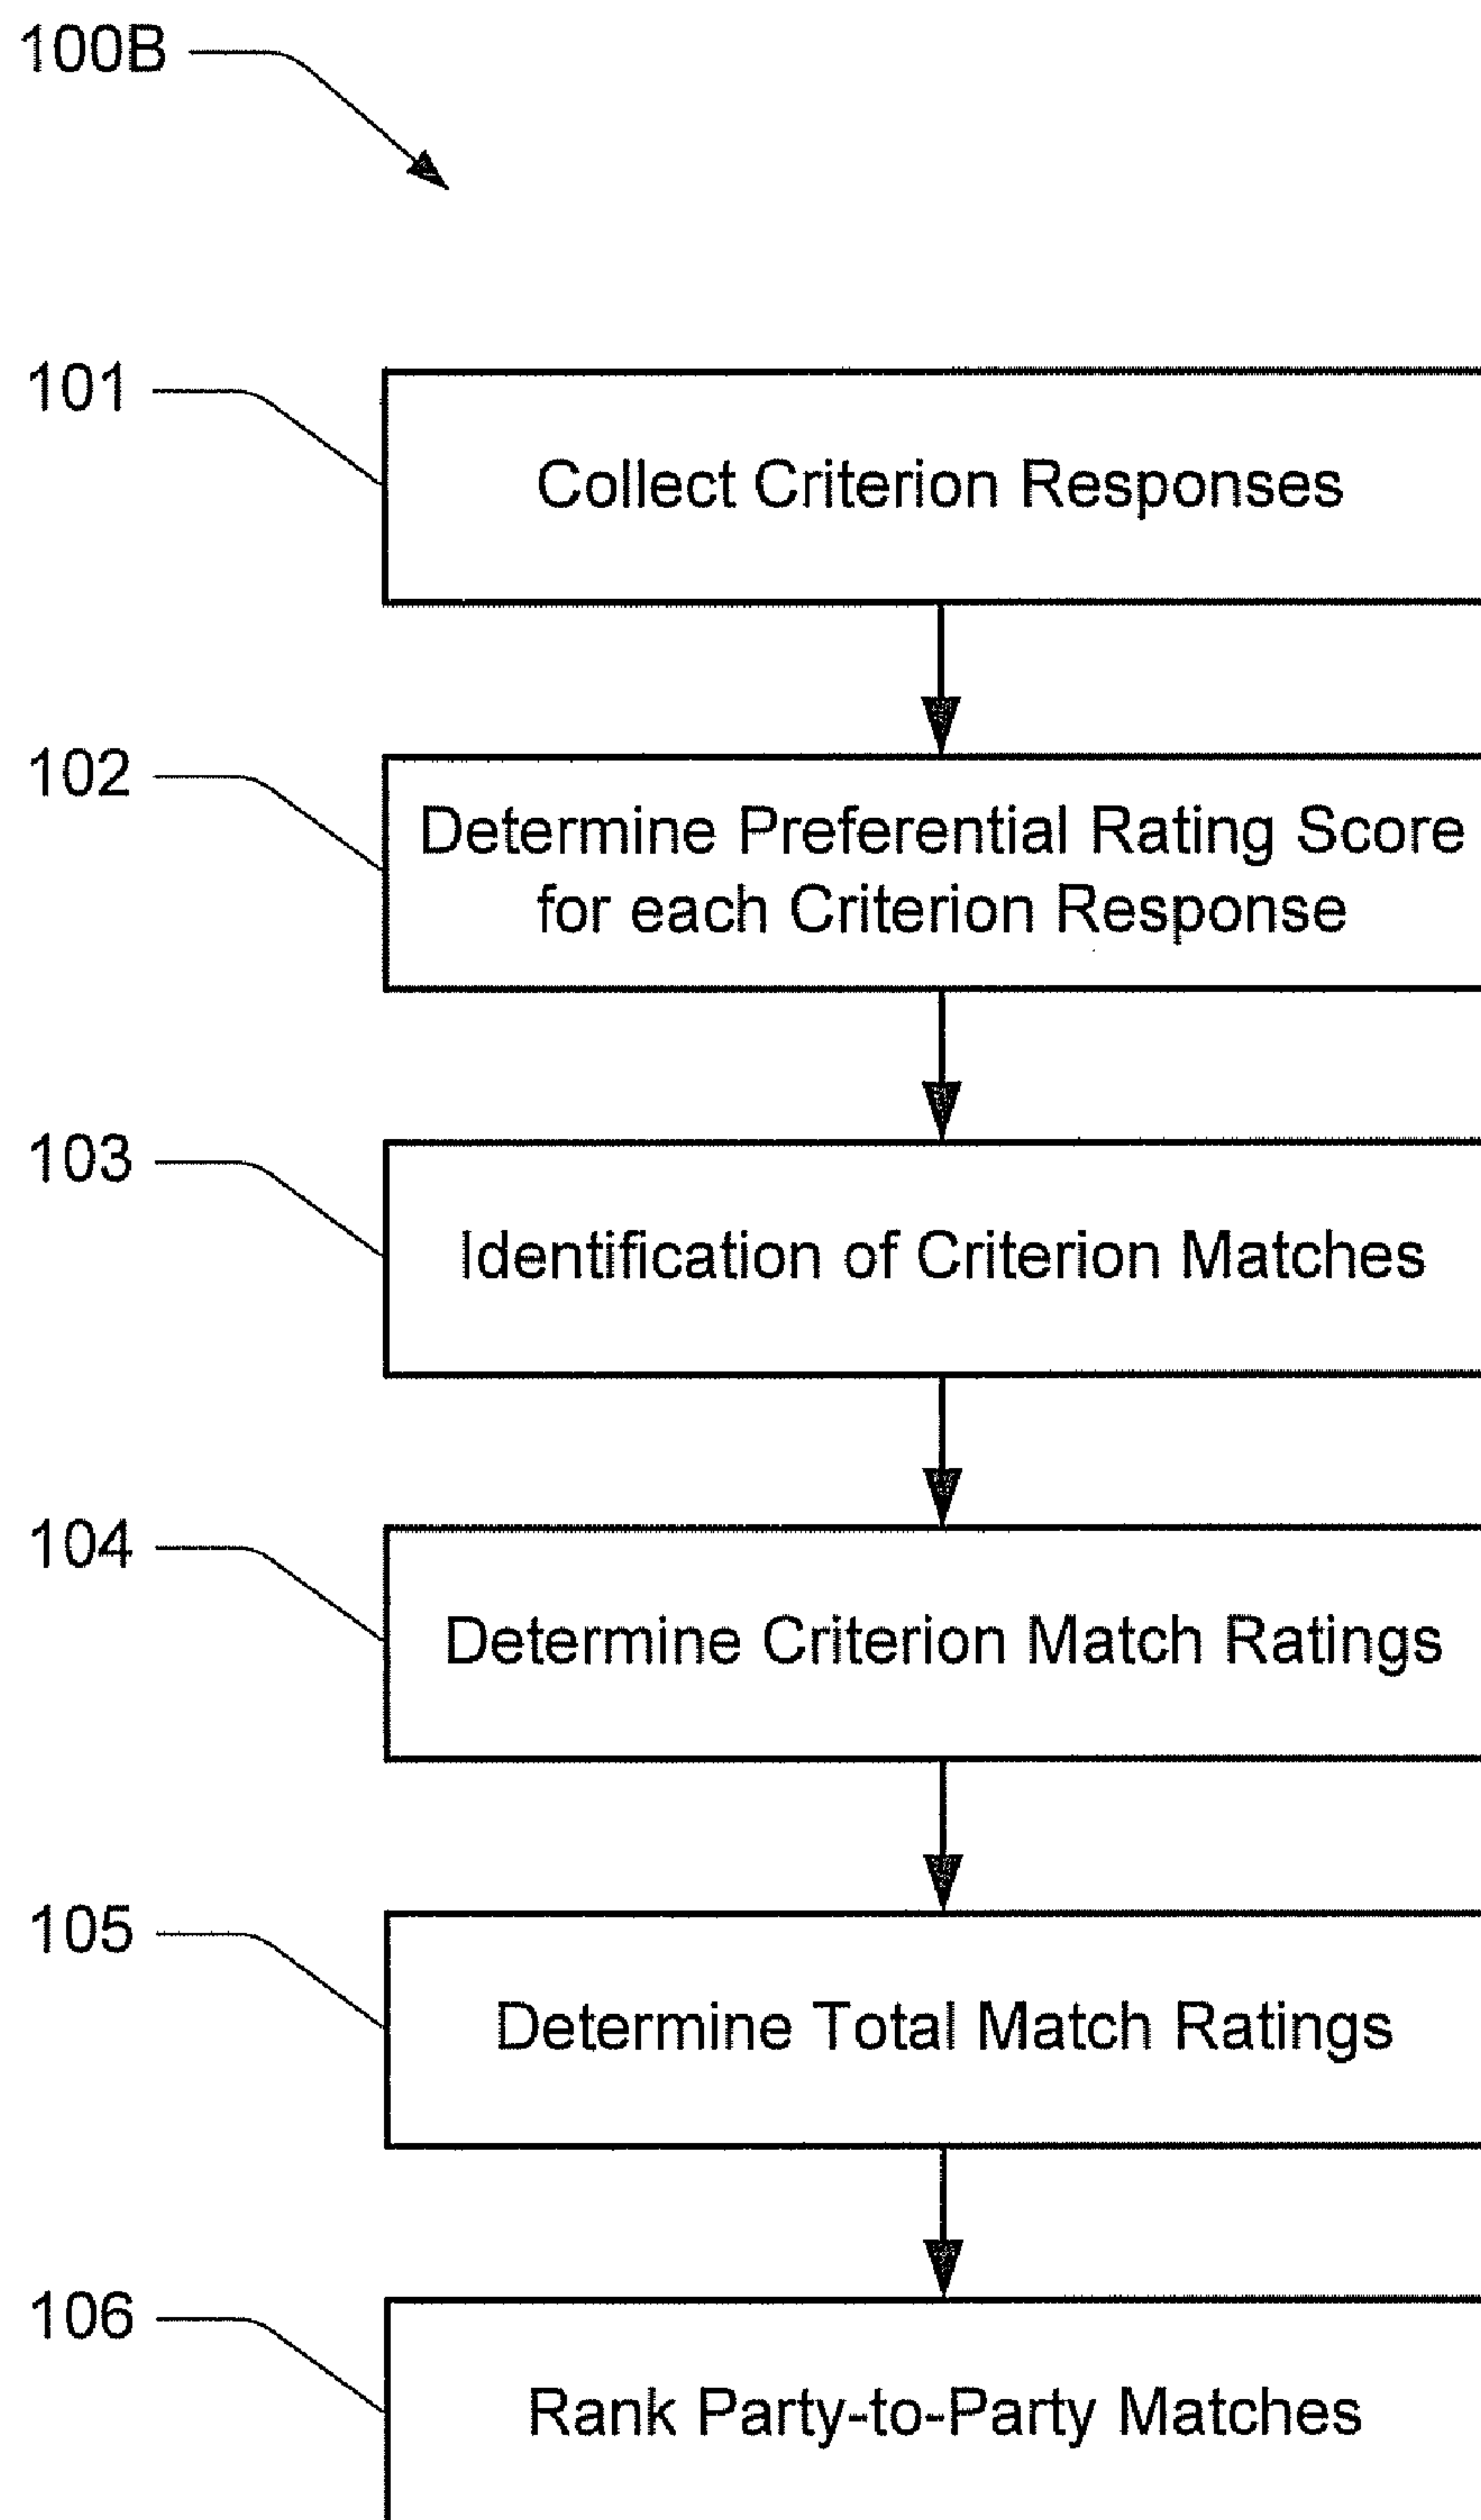 100B
101
Collect Criterion Responses
102
Determine Preferential Rating Score
for each Criterion Response
103
Identification of Criterion Matches
104
Determine Criterion Match Ratings
105
Determine Total Match Ratings
106
Rank Party-to-Party Matches